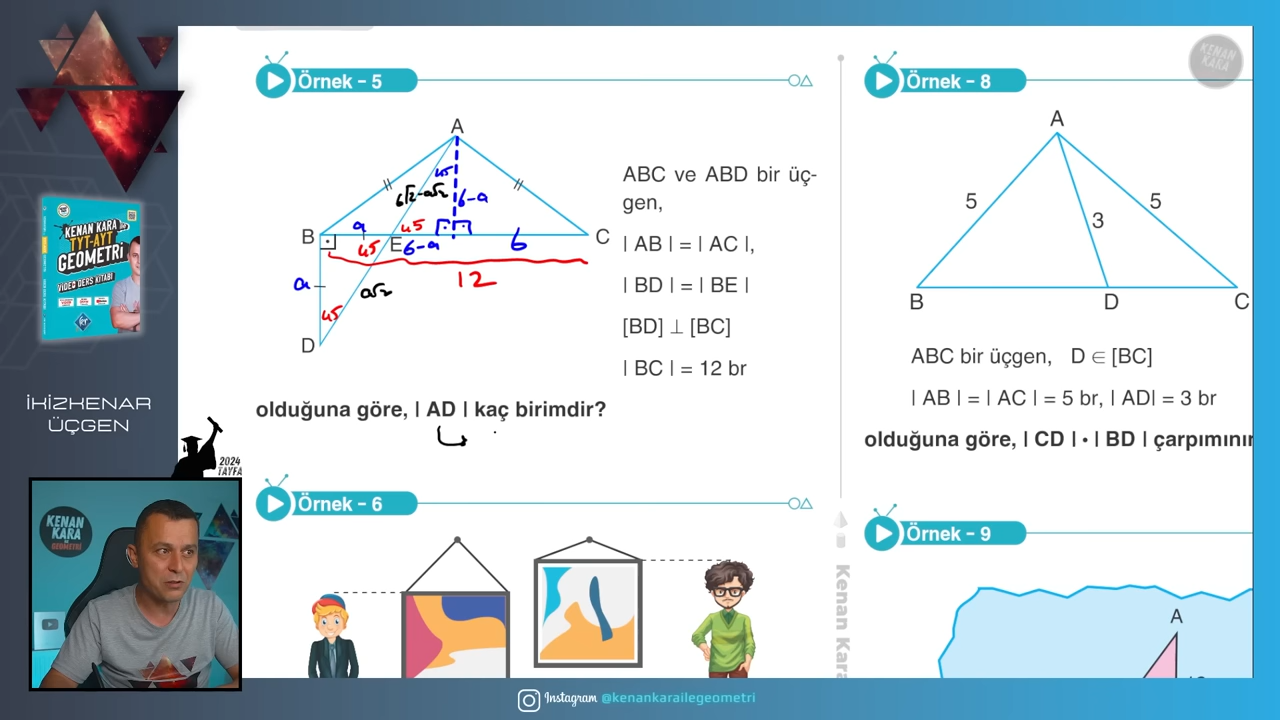 Örnek - 5
A
B
E
C
D
a
45
6√2-a√2
6-a
45
45
6-a
6
12
a
a√2
45
ABC ve ABD bir üç-
gen,
| AB | = | AC |,
| BD | = | BE |
[BD] ⊥ [BC]
| BC | = 12 br
olduğuna göre, | AD | kaç birimdir?
Örnek - 6
Örnek - 8
A
5
3
5
B
D
C
ABC bir üçgen, D ∈ [BC]
| AB | = | AC | = 5 br, | AD| = 3 br
olduğuna göre, | CD | · | BD | çarpımının
Örnek - 9
A
Kenan Kara
KENAN
KARA
KENAN KARA
TYT-AYT
GEOMETRİ
VİDEO DERS KİTABI
İKİZKENAR
ÜÇGEN
2024
TAYFA
KENAN
KARA
GEOMETRİ
Instagram @kenankarailegeometri